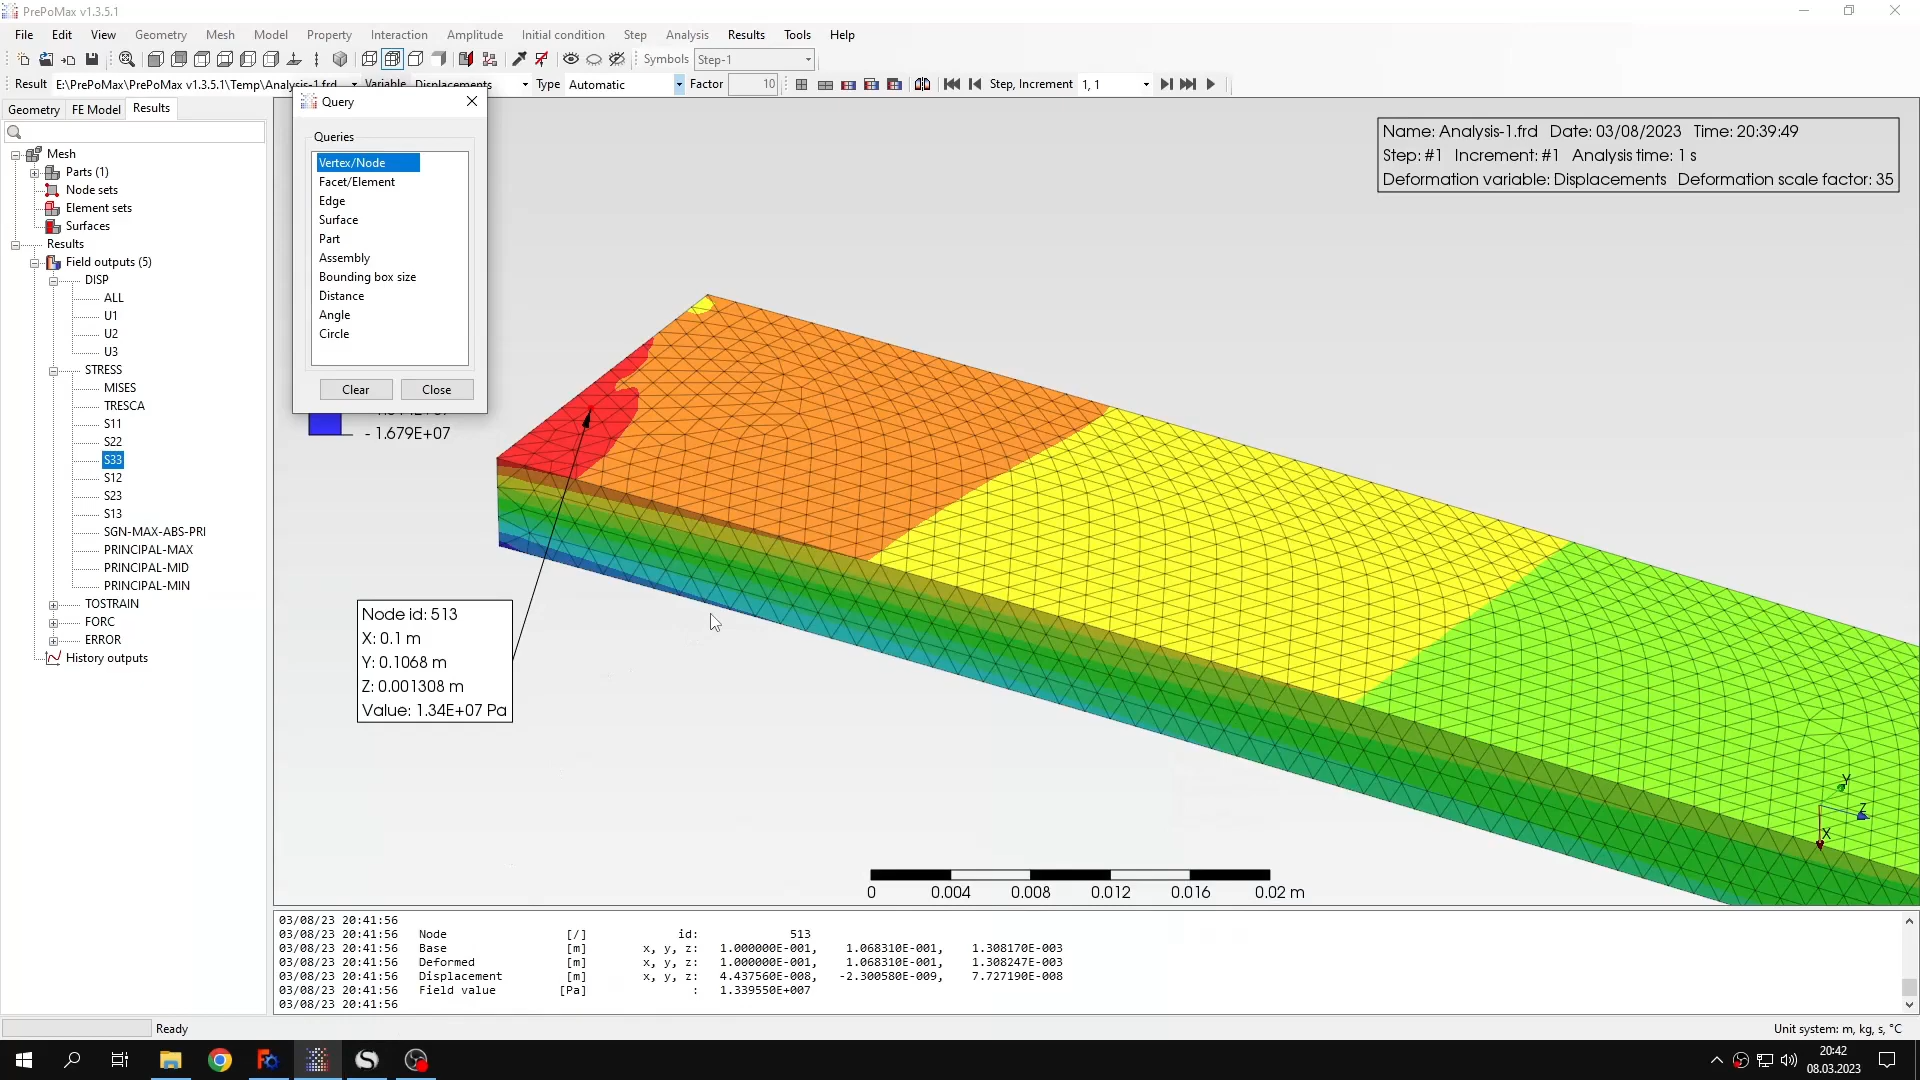 PrePoMax v1.3.5.1
File Edit View Geometry Mesh Model Property Interaction Amplitude Initial condition Step Analysis Results Tools Help
Symbols Step-1
Result E:\PrePoMax\PrePoMax v1.3.5.1\Temp\Analysis-1.frd Variable Displacements Type Automatic Factor 10 Step, Increment 1, 1
Geometry FE Model Results
Mesh
Parts (1)
Node sets
Element sets
Surfaces
Results
Field outputs (5)
DISP
ALL
U1
U2
U3
STRESS
MISES
TRESCA
S11
S22
S33
S12
S23
S13
SGN-MAX-ABS-PRI
PRINCIPAL-MAX
PRINCIPAL-MID
PRINCIPAL-MIN
TOSTRAIN
FORC
ERROR
History outputs
Query
Queries
Vertex/Node
Facet/Element
Edge
Surface
Part
Assembly
Bounding box size
Distance
Angle
Circle
Clear Close
- 1.679E+07
Name: Analysis-1.frd Date: 03/08/2023 Time: 20:39:49
Step: #1 Increment: #1 Analysis time: 1 s
Deformation variable: Displacements Deformation scale factor: 35
Node id: 513
X: 0.1 m
Y: 0.1068 m
Z: 0.001308 m
Value: 1.34E+07 Pa
Y
Z
X
0 0.004 0.008 0.012 0.016 0.02 m
03/08/23 20:41:56
03/08/23 20:41:56 Node [/] id: 513
03/08/23 20:41:56 Base [m] x, y, z: 1.000000E-001, 1.068310E-001, 1.308170E-003
03/08/23 20:41:56 Deformed [m] x, y, z: 1.000000E-001, 1.068310E-001, 1.308247E-003
03/08/23 20:41:56 Displacement [m] x, y, z: 4.437560E-008, -2.300580E-009, 7.727190E-008
03/08/23 20:41:56 Field value [Pa] : 1.339550E+007
03/08/23 20:41:56
Ready
Unit system: m, kg, s, °C
20:42
08.03.2023